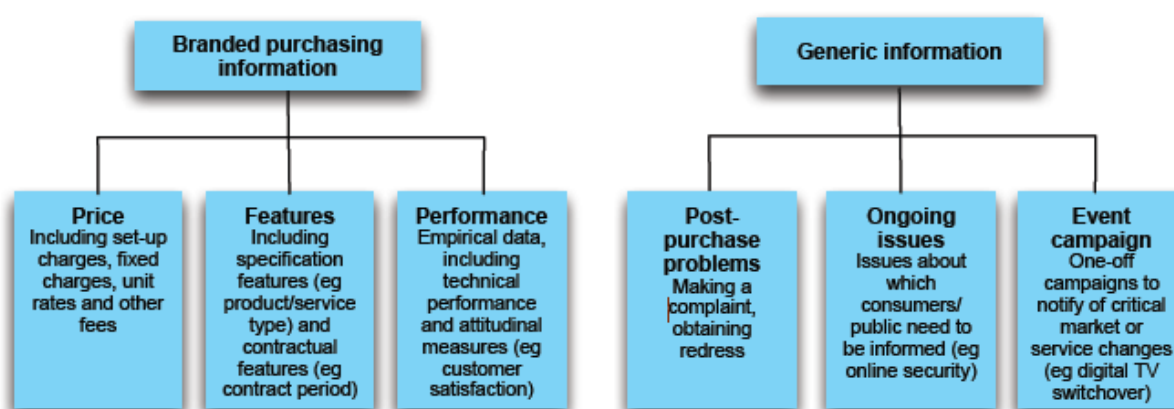 Branded purchasing
information
Generic information
Price
Including set-up
charges, fixed
charges, unit
rates and other
fees
Features
Including
specification
features (eg
product/service
type) and
contractual
features (eg
contract period)
Performance
Empirical data,
including
technical
performance
and attitudinal
measures (eg
customer
satisfaction)
Post-
purchase
problems
Making a
complaint,
obtaining
redress
Ongoing
issues
Issues about
which
consumers/
public need to
be informed (eg
online security)
Event
campaign
One-off
campaigns to
notify of critical
market or
service changes
(eg digital TV
switchover)